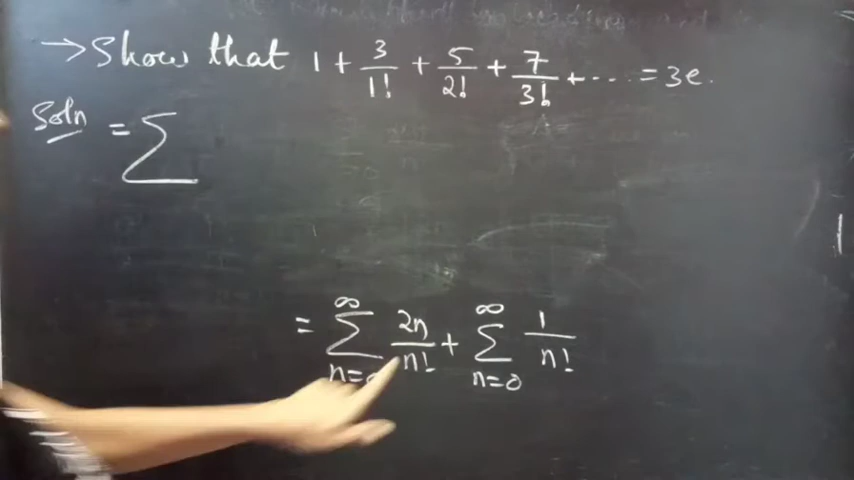 → Show that 1 + 3/1! + 5/2! + 7/3! + .... = 3e.
Soln = ∑
= ∑_{n=0}^{∞} 2n/n! + ∑_{n=0}^{∞} 1/n!